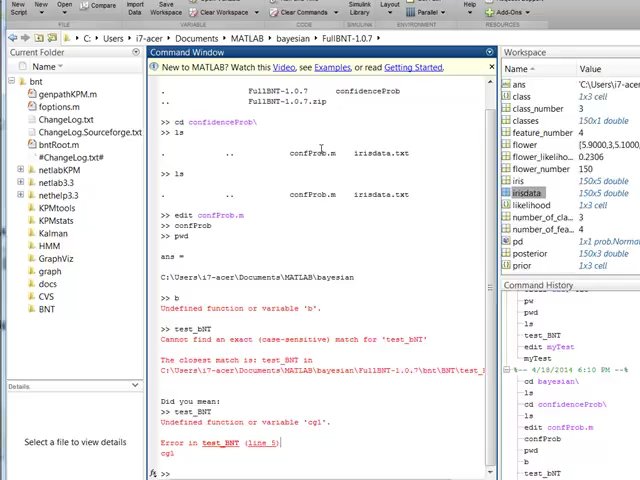 New Script
New
Open
Compare
Import Data
Save Workspace
Clear Workspace
Clear Commands
Simulink Library
Layout
Parallel
Help
Add-Ons
FILE
VARIABLE
CODE
SIMULINK
ENVIRONMENT
RESOURCES
C: Users i7-acer Documents MATLAB bayesian FullBNT-1.0.7
Current Folder
Name
bnt
genpathKPM.m
foptions.m
ChangeLog.txt
ChangeLog.Sourceforge.txt
bntRoot.m
#ChangeLog.txt#
netlabKPM
netlab3.3
nethelp3.3
KPMtools
KPMstats
Kalman
HMM
GraphViz
graph
docs
CVS
BNT
Details
Select a file to view details
Command Window
New to MATLAB? Watch this Video, see Examples, or read Getting Started.
. FullBNT-1.0.7 confidenceProb
.. FullBNT-1.0.7.zip
>> cd confidenceProb\
>> ls
. .. confProb.m irisdata.txt
>> ls
. .. confProb.m irisdata.txt
>> edit confProb.m
>> confProb
>> pwd
ans =
C:\Users\i7-acer\Documents\MATLAB\bayesian
>> b
Undefined function or variable 'b'.
>> test_bNT
Cannot find an exact (case-sensitive) match for 'test_bNT'
The closest match is: test_BNT in
C:\Users\i7-acer\Documents\MATLAB\bayesian\FullBNT-1.0.7\bnt\BNT\test_
Did you mean:
>> test_BNT
Undefined function or variable 'cg1'.
Error in test_BNT (line 5)
cg1
fx >>
Workspace
Name Value
ans 'C:\Users\i7-acer
class 1x3 cell
class_number 3
classes 150x1 double
feature_number 4
flower [5.9000,3,5.1000,
flower_likeliho... 0.2306
flower_number 150
iris 150x5 double
irisdata 150x5 double
likelihood 1x3 cell
number_of_cla... 3
number_of_fea... 4
pd 1x1 prob.Norma
posterior 150x3 double
prior 1x3 cell
Command History
pw
pwd
ls
test_BNT
edit myTest
myTest
%-- 4/18/2014 6:10 PM --%
cd bayesian\
ls
cd confidenceProb\
ls
edit confProb.m
confProb
pwd
b
test_bNT